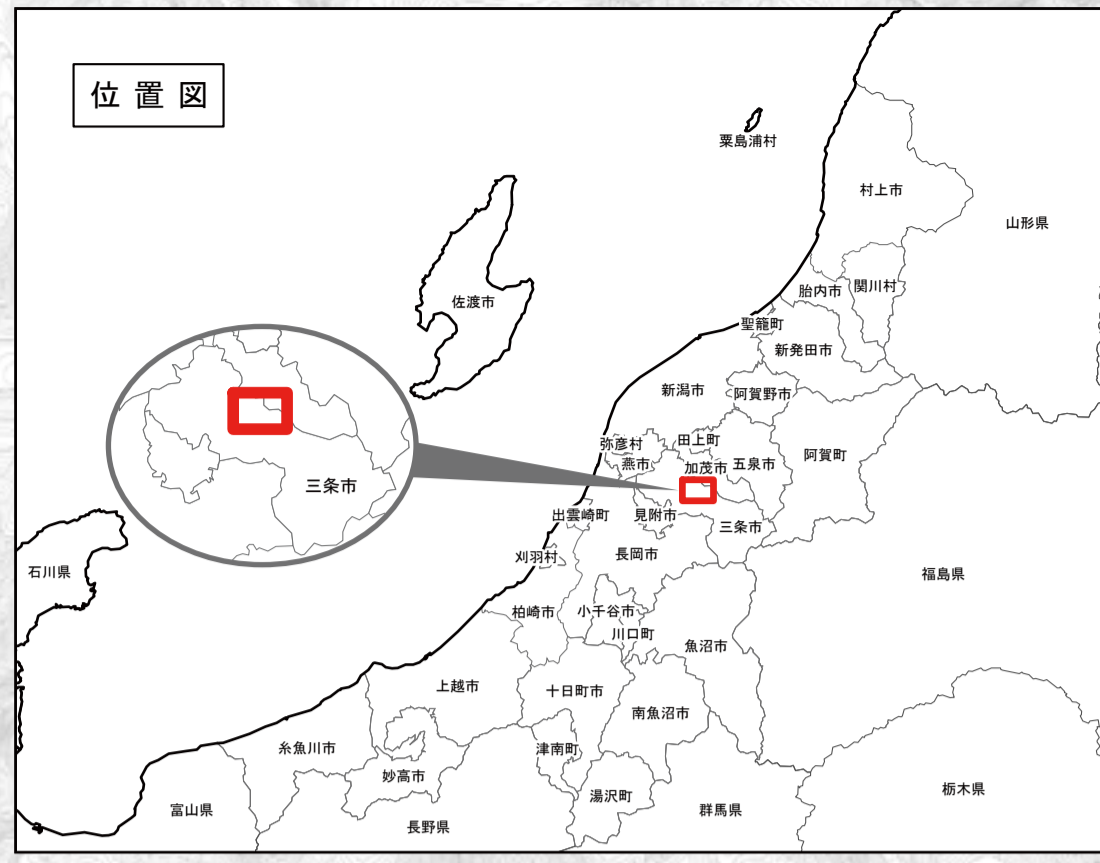 位置図
粟島浦村
村上市
山形県
佐渡市
胎内市
関川村
聖籠町
新発田市
新潟市
阿賀野市
弥彦村
田上町
燕市
加茂市
五泉市
阿賀町
三条市
出雲崎町
見附市
三条市
刈羽村
長岡市
石川県
福島県
柏崎市
小千谷市
川口町
魚沼市
上越市
十日町市
南魚沼市
糸魚川市
津南町
妙高市
湯沢町
栃木県
富山県
群馬県
長野県